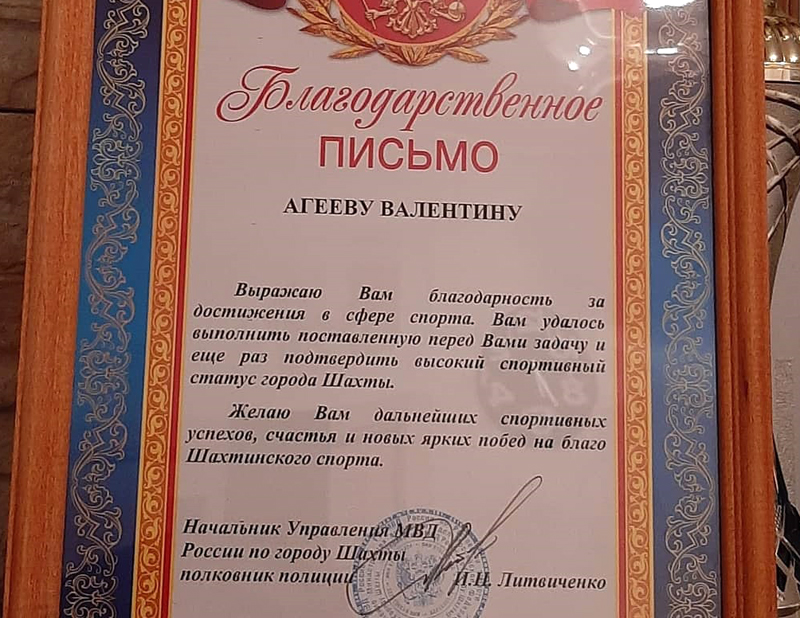 Благодарственное
ПИСЬМО
АГЕЕВУ ВАЛЕНТИНУ
Выражаю Вам благодарность за
достижения в сфере спорта. Вам удалось
выполнить поставленную перед Вами задачу и
еще раз подтвердить высокий спортивный
статус города Шахты.
Желаю Вам дальнейших спортивных
успехов, счастья и новых ярких побед на благо
Шахтинского спорта.
Начальник Управления МВД
России по городу Шахты
полковник полиции И.Н. Литвиченко